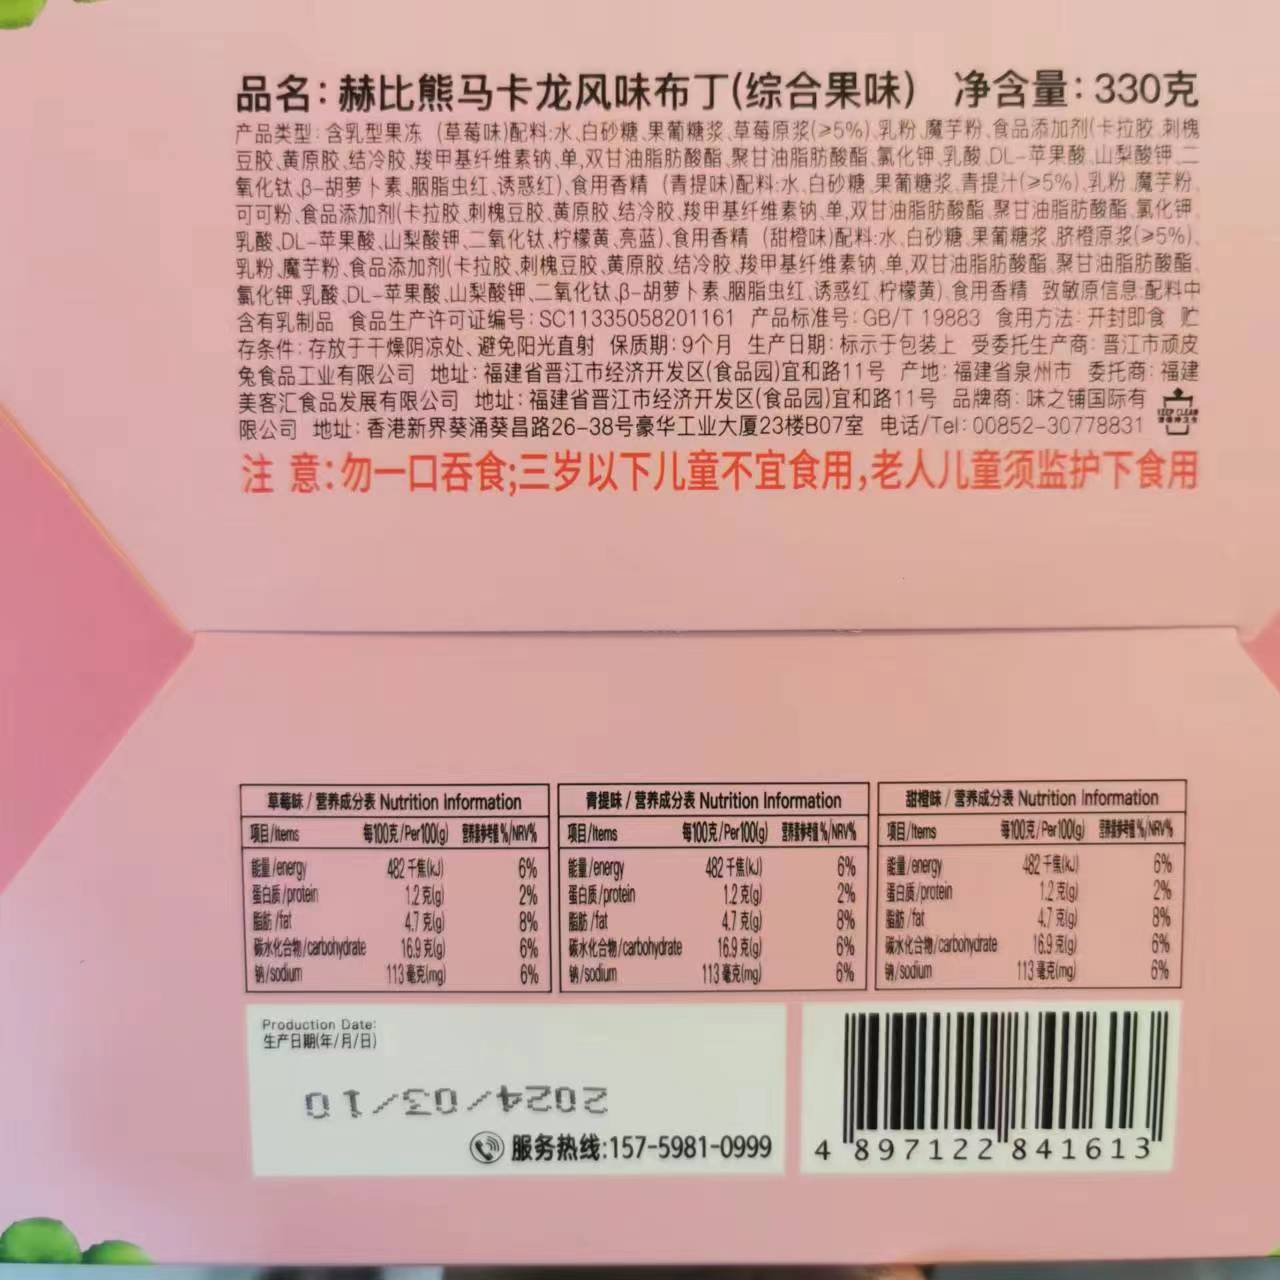 品名:赫比熊马卡龙风味布丁(综合果味) 净含量:330克
产品类型:含乳型果冻 (草莓味)配料:水、白砂糖、果葡糖浆、草莓原浆(≥5%)、乳粉、魔芋粉、食品添加剂(卡拉胶、刺槐
豆胶、黄原胶、结冷胶、羧甲基纤维素钠、单,双甘油脂肪酸酯、聚甘油脂肪酸酯、氯化钾、乳酸、DL-苹果酸、山梨酸钾、二
氧化钛、β-胡萝卜素、胭脂虫红、诱惑红)、食用香精 (青提味)配料:水、白砂糖、果葡糖浆、青提汁(≥5%)、乳粉、魔芋粉、
可可粉、食品添加剂(卡拉胶、刺槐豆胶、黄原胶、结冷胶、羧甲基纤维素钠、单,双甘油脂肪酸酯、聚甘油脂肪酸酯、氯化钾、
乳酸、DL-苹果酸、山梨酸钾、二氧化钛、柠檬黄、亮蓝)、食用香精 (甜橙味)配料:水、白砂糖、果葡糖浆、脐橙原浆(≥5%)、
乳粉、魔芋粉、食品添加剂(卡拉胶、刺槐豆胶、黄原胶、结冷胶、羧甲基纤维素钠、单,双甘油脂肪酸酯、聚甘油脂肪酸酯、
氯化钾、乳酸、DL-苹果酸、山梨酸钾、二氧化钛、β-胡萝卜素、胭脂虫红、诱惑红、柠檬黄)、食用香精 致敏原信息:配料中
含有乳制品 食品生产许可证编号:SC11335058201161 产品标准号:GB/T 19883 食用方法:开封即食 贮
存条件:存放于干燥阴凉处、避免阳光直射 保质期:9个月 生产日期:标示于包装上 受委托生产商:晋江市顽皮
兔食品工业有限公司 地址:福建省晋江市经济开发区(食品园)宜和路11号 产地:福建省泉州市 委托商:福建
美客汇食品发展有限公司 地址:福建省晋江市经济开发区(食品园)宜和路11号 品牌商:味之铺国际有
限公司 地址:香港新界葵涌葵昌路26-38号豪华工业大厦23楼B07室 电话/Tel:00852-30778831
KEEP CLEAN
注 意:勿一口吞食;三岁以下儿童不宜食用,老人儿童须监护下食用
草莓味/营养成分表 Nutrition Information
项目/Items 每100克/Per100(g) 营养素参考值%/NRV%
能量/energy 482千焦(kJ) 6%
蛋白质/protein 1.2克(g) 2%
脂肪/fat 4.7克(g) 8%
碳水化合物/carbohydrate 16.9克(g) 6%
钠/sodium 113毫克(mg) 6%
青提味/营养成分表 Nutrition Information
项目/Items 每100克/Per100(g) 营养素参考值%/NRV%
能量/energy 482千焦(kJ) 6%
蛋白质/protein 1.2克(g) 2%
脂肪/fat 4.7克(g) 8%
碳水化合物/carbohydrate 16.9克(g) 6%
钠/sodium 113毫克(mg) 6%
甜橙味/营养成分表 Nutrition Information
项目/Items 每100克/Per100(g) 营养素参考值%/NRV%
能量/energy 482千焦(kJ) 6%
蛋白质/protein 1.2克(g) 2%
脂肪/fat 4.7克(g) 8%
碳水化合物/carbohydrate 16.9克(g) 6%
钠/sodium 113毫克(mg) 6%
Production Date:
生产日期(年/月/日)
2024/03/10
服务热线:157-5981-0999
4 897122 841613